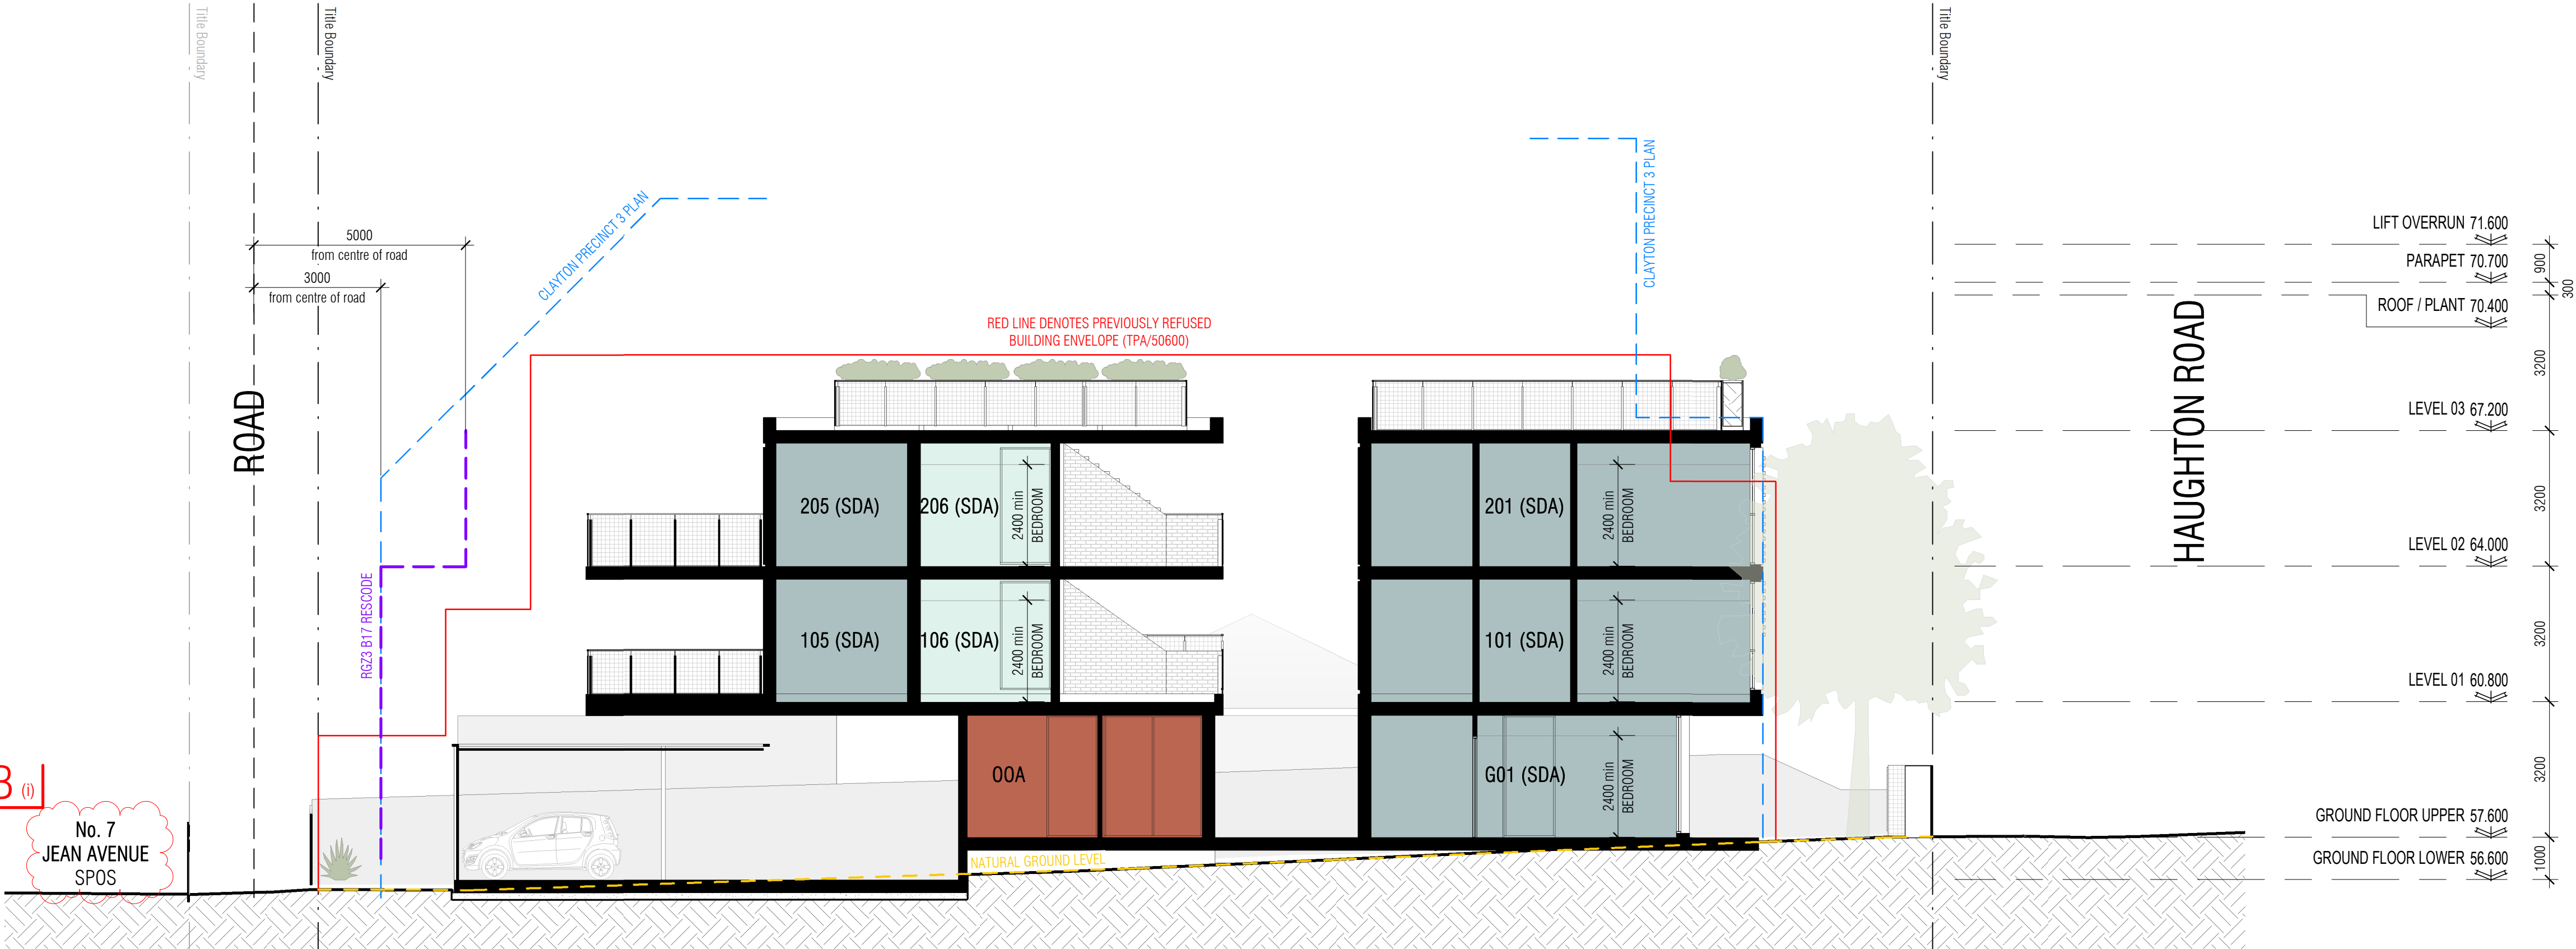 Title Boundary
Title Boundary
Title Boundary
5000
from centre of road
3000
from centre of road
ROAD
CLAYTON PRECINCT 3 PLAN
CLAYTON PRECINCT 3 PLAN
RGZ3 B17 RESCODE
RED LINE DENOTES PREVIOUSLY REFUSED
BUILDING ENVELOPE (TPA/50600)
205 (SDA)
206 (SDA)
2400 min
BEDROOM
201 (SDA)
2400 min
BEDROOM
105 (SDA)
106 (SDA)
2400 min
BEDROOM
101 (SDA)
2400 min
BEDROOM
OOA
G01 (SDA)
2400 min
BEDROOM
NATURAL GROUND LEVEL
B (i)
No. 7
JEAN AVENUE
SPOS
HAUGHTON ROAD
LIFT OVERRUN 71.600
900
PARAPET 70.700
300
ROOF / PLANT 70.400
3200
LEVEL 03 67.200
3200
LEVEL 02 64.000
3200
LEVEL 01 60.800
3200
GROUND FLOOR UPPER 57.600
1000
GROUND FLOOR LOWER 56.600